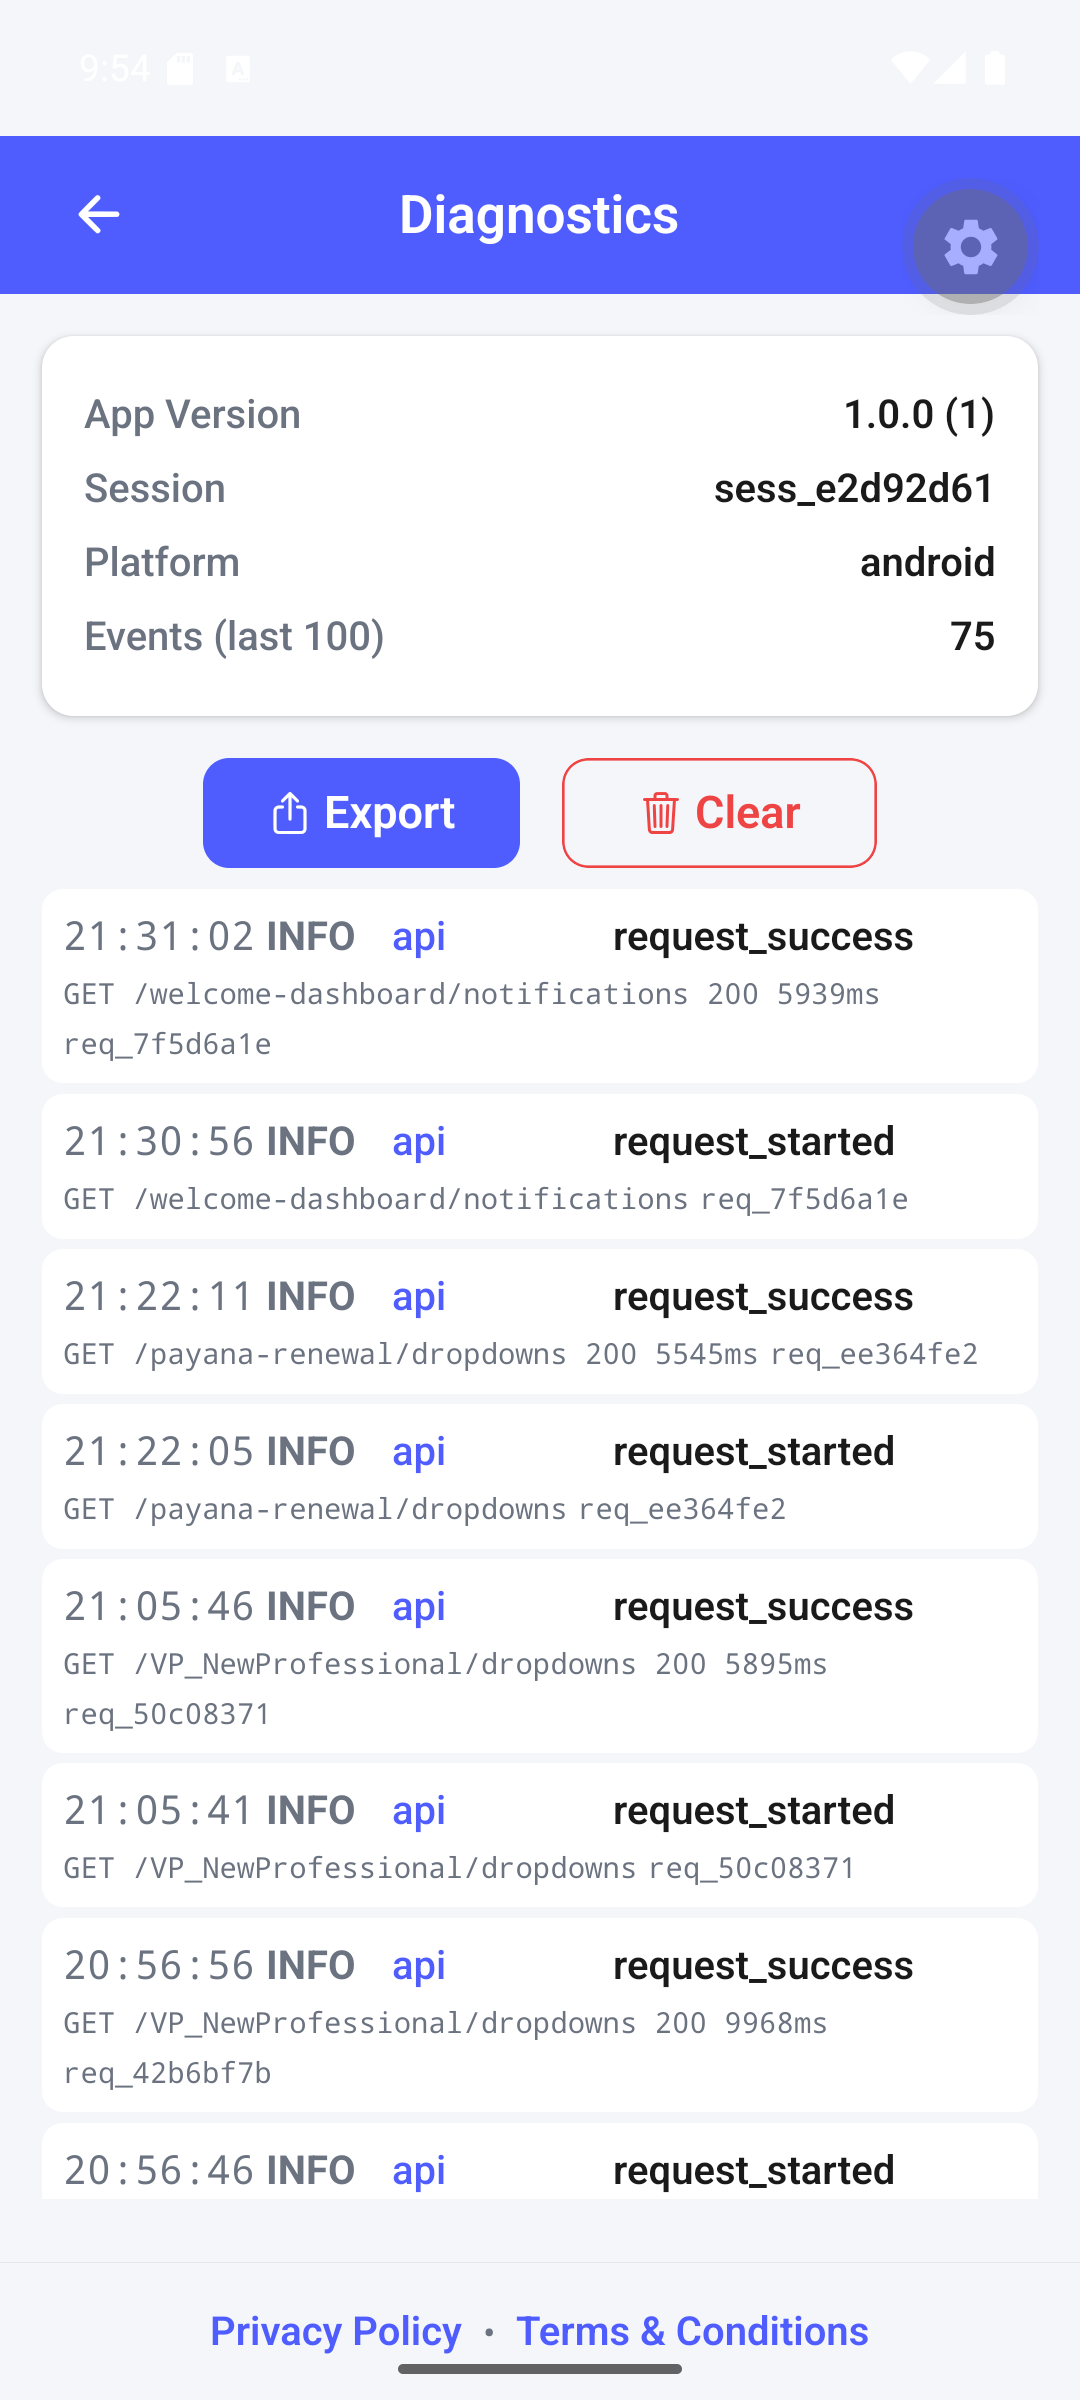 9:54
Diagnostics
App Version 1.0.0 (1)
Session sess_e2d92d61
Platform android
Events (last 100) 75
Export Clear
21:31:02 INFO api request_success
GET /welcome-dashboard/notifications 200 5939ms
req_7f5d6a1e
21:30:56 INFO api request_started
GET /welcome-dashboard/notifications req_7f5d6a1e
21:22:11 INFO api request_success
GET /payana-renewal/dropdowns 200 5545ms req_ee364fe2
21:22:05 INFO api request_started
GET /payana-renewal/dropdowns req_ee364fe2
21:05:46 INFO api request_success
GET /VP_NewProfessional/dropdowns 200 5895ms
req_50c08371
21:05:41 INFO api request_started
GET /VP_NewProfessional/dropdowns req_50c08371
20:56:56 INFO api request_success
GET /VP_NewProfessional/dropdowns 200 9968ms
req_42b6bf7b
20:56:46 INFO api request_started
Privacy Policy • Terms & Conditions